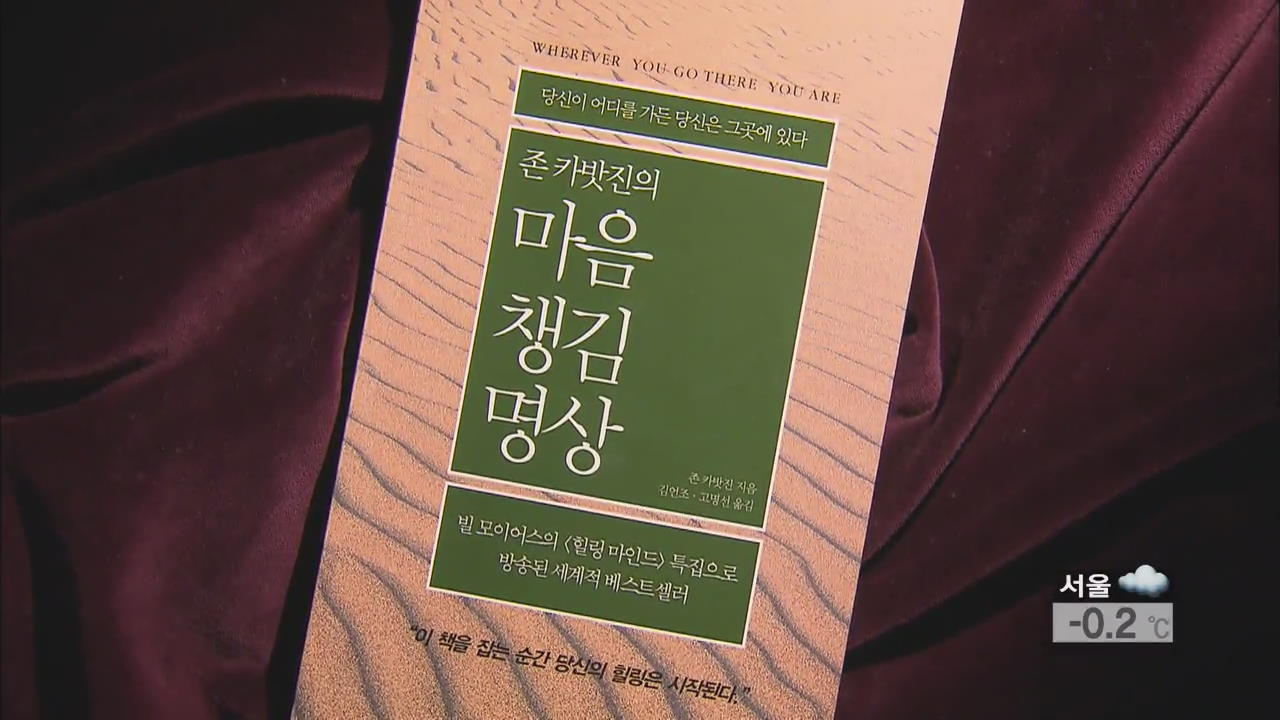 WHEREVER YOU GO THERE YOU ARE
당신이 어디를 가든 당신은 그곳에 있다
존 카밧진의
마음
챙김
명상
존 카밧진 지음
김언조·고명선 옮김
빌 모이어스의 〈힐링 마인드〉 특집으로
방송된 세계적 베스트셀러
“이 책을 잡는 순간 당신의 힐링은 시작된다.”
서울
-0.2 ℃